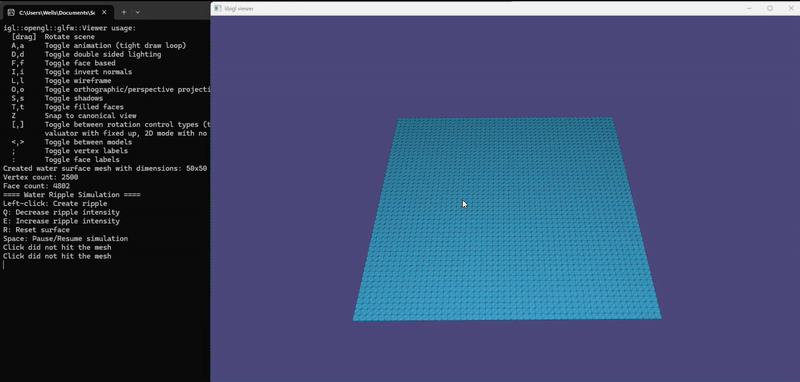 C:\Users\Wells\Documents\Sc
libigl viewer
igl::opengl::glfw::Viewer usage:
[drag] Rotate scene
A,a Toggle animation (tight draw loop)
D,d Toggle double sided lighting
F,f Toggle face based
I,i Toggle invert normals
L,l Toggle wireframe
O,o Toggle orthographic/perspective projecti
S,s Toggle shadows
T,t Toggle filled faces
Z Snap to canonical view
[,] Toggle between rotation control types (t
valuator with fixed up, 2D mode with no
<,> Toggle between models
; Toggle vertex labels
: Toggle face labels
Created water surface mesh with dimensions: 50x50
Vertex count: 2500
Face count: 4802
==== Water Ripple Simulation ====
Left-click: Create ripple
Q: Decrease ripple intensity
E: Increase ripple intensity
R: Reset surface
Space: Pause/Resume simulation
Click did not hit the mesh
Click did not hit the mesh